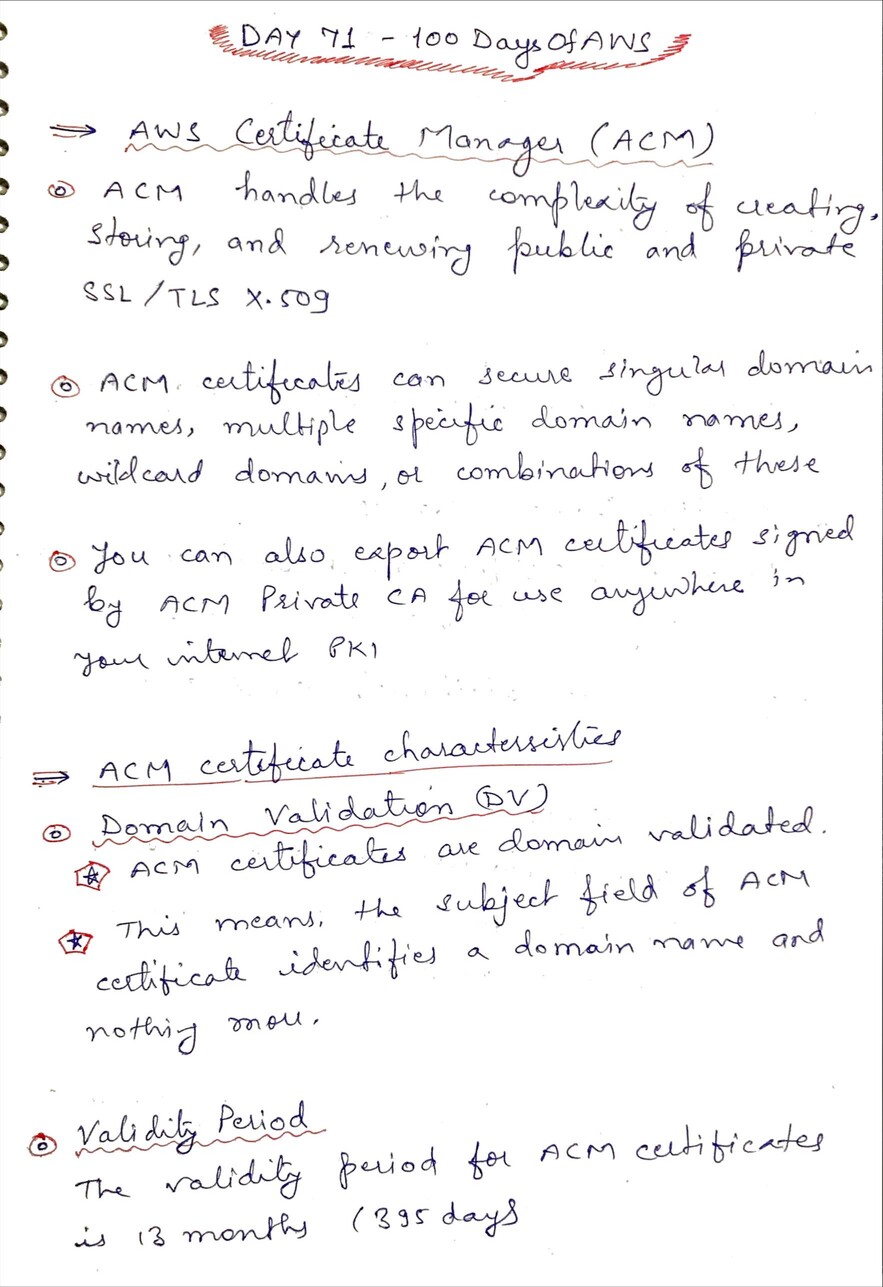 DAY 71 - 100 Days Of AWS
⇒ AWS Certificate Manager (ACM)
ACM handles the complexity of creating,
storing, and renewing public and private
SSL/TLS X.509
ACM certificates can secure singular domain
names, multiple specific domain names,
wildcard domains, or combinations of these
You can also export ACM certificates signed
by ACM Private CA for use anywhere in
your internel PKI
⇒ ACM certificate charactersistics
Domain Validation (DV)
ACM certificates are domain validated.
This means, the subject field of ACM
certificate identifies a domain name and
nothing more.
Validity Period
The validity period for ACM certificates
is 13 months (395 days